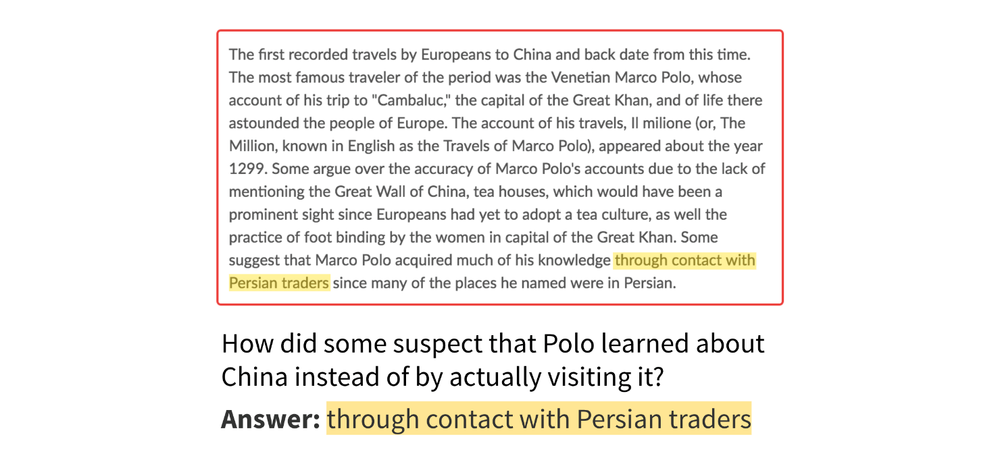 The first recorded travels by Europeans to China and back date from this time.
The most famous traveler of the period was the Venetian Marco Polo, whose
account of his trip to "Cambaluc," the capital of the Great Khan, and of life there
astounded the people of Europe. The account of his travels, Il milione (or, The
Million, known in English as the Travels of Marco Polo), appeared about the year
1299. Some argue over the accuracy of Marco Polo's accounts due to the lack of
mentioning the Great Wall of China, tea houses, which would have been a
prominent sight since Europeans had yet to adopt a tea culture, as well the
practice of foot binding by the women in capital of the Great Khan. Some
suggest that Marco Polo acquired much of his knowledge through contact with
Persian traders since many of the places he named were in Persian.
How did some suspect that Polo learned about
China instead of by actually visiting it?
Answer: through contact with Persian traders